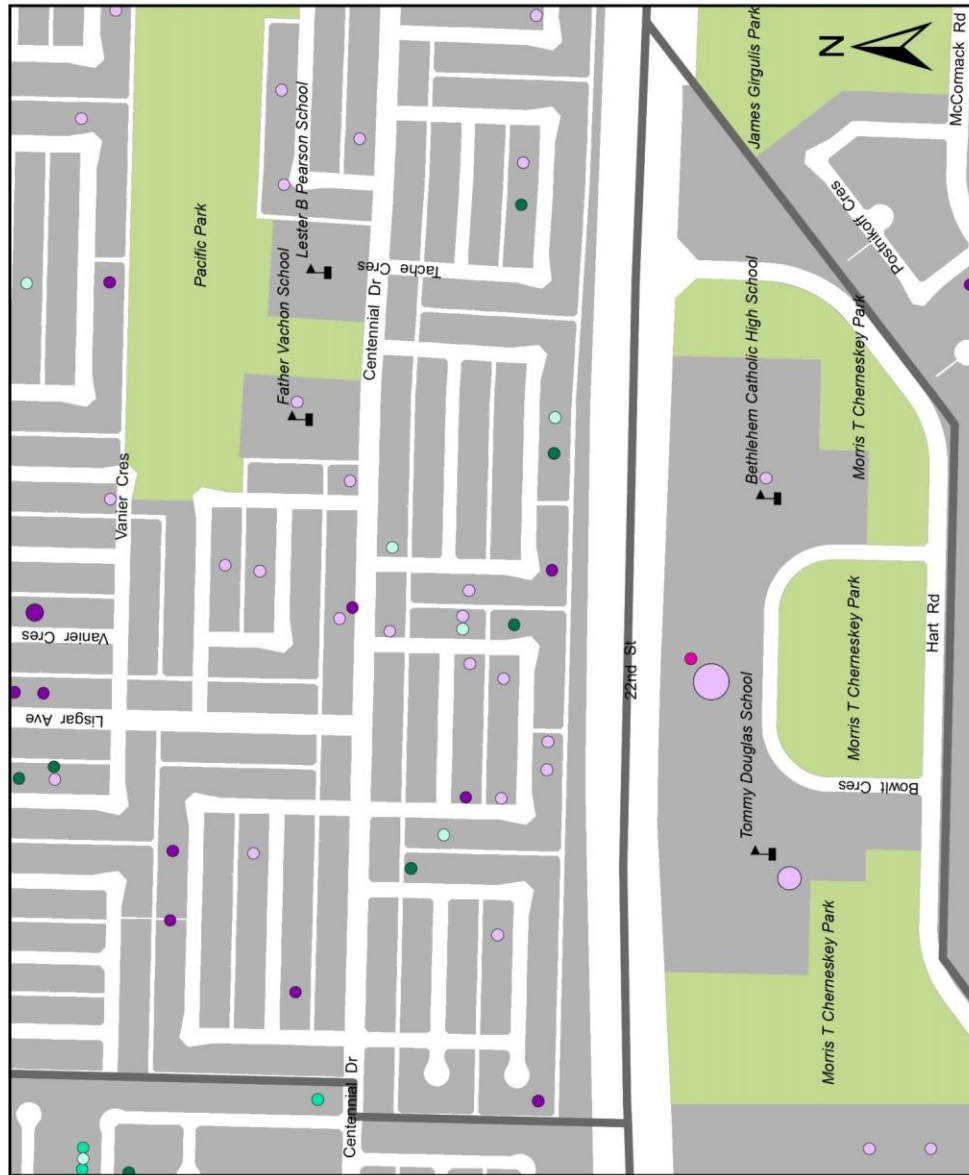 Vanier Cres
Lisgar Ave
Vanier Cres
Pacific Park
Father Vachon School
Lester B Pearson School
Centennial Dr
Centennial Dr
Tache Cres
22nd St
Tommy Douglas School
Bethlehem Catholic High School
James Girgulis Park
N
Morris T Cherneskey Park
Morris T Cherneskey Park
Morris T Cherneskey Park
Bowlt Cres
Postnikoff Cres
Hart Rd
McCormack Rd